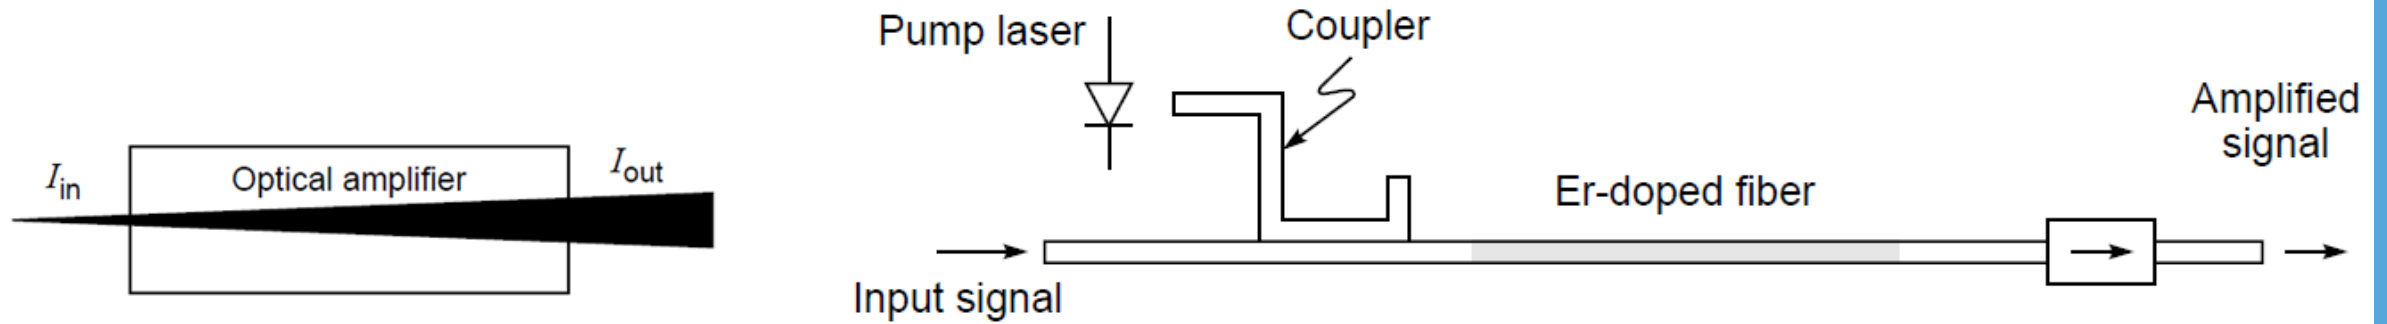 I_in
Optical amplifier
I_out
Pump laser
Coupler
Input signal
Er-doped fiber
Amplified
signal